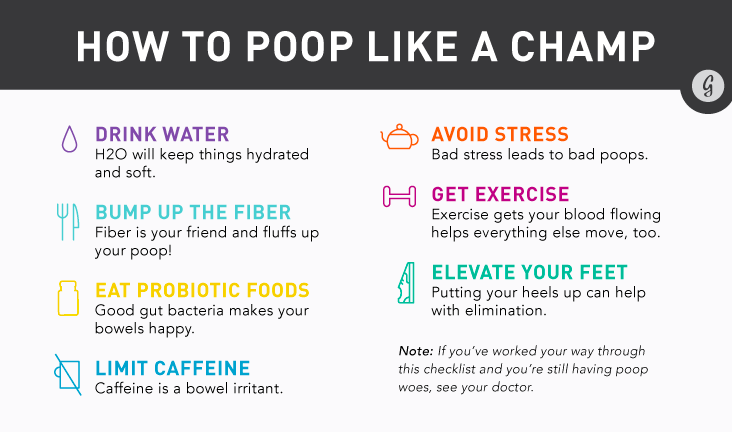 HOW TO POOP LIKE A CHAMP
G
DRINK WATER
H2O will keep things hydrated
and soft.
BUMP UP THE FIBER
Fiber is your friend and fluffs up
your poop!
EAT PROBIOTIC FOODS
Good gut bacteria makes your
bowels happy.
LIMIT CAFFEINE
Caffeine is a bowel irritant.
AVOID STRESS
Bad stress leads to bad poops.
GET EXERCISE
Exercise gets your blood flowing
helps everything else move, too.
ELEVATE YOUR FEET
Putting your heels up can help
with elimination.
Note: If you've worked your way through
this checklist and you're still having poop
woes, see your doctor.